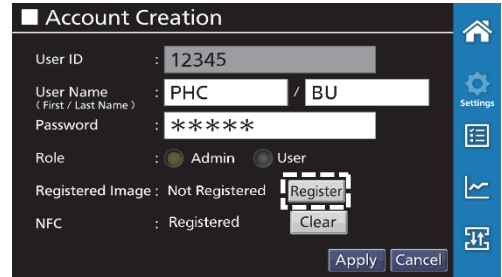 Account Creation
User ID : 12345
User Name : PHC / BU
( First / Last Name )
Password : *****
Role : Admin User
Registered Image : Not Registered Register
NFC : Registered Clear
Apply Cancel
Settings